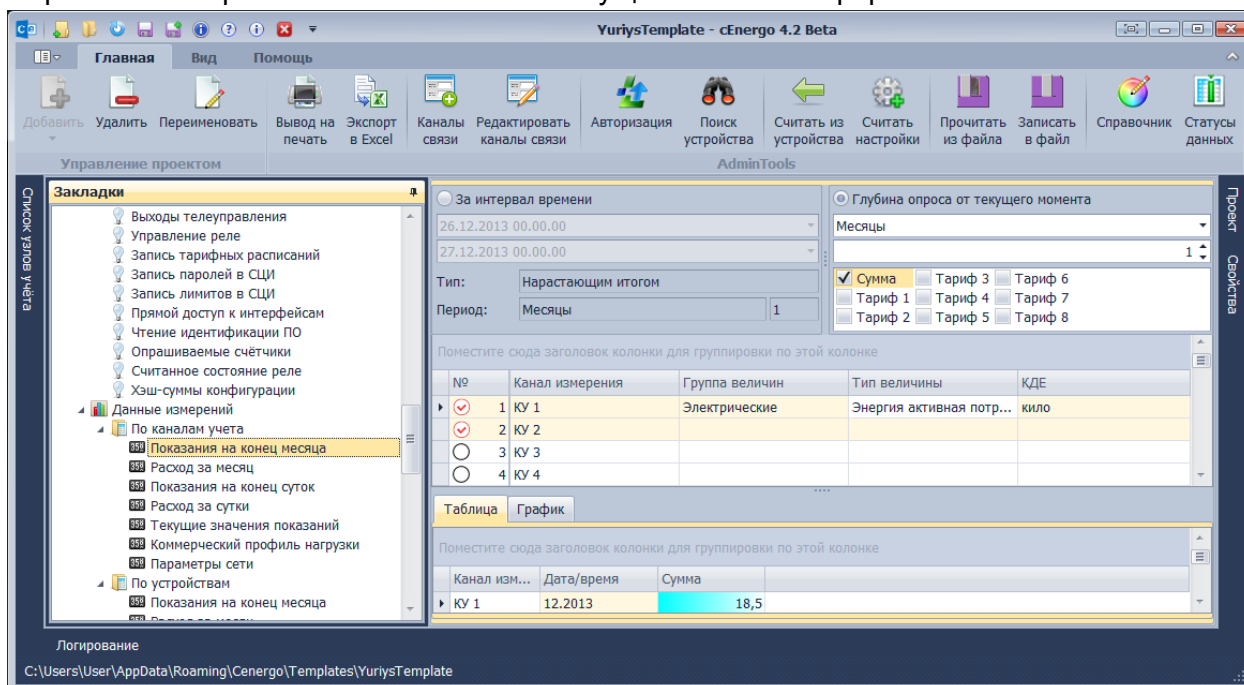 YuriysTemplate - cEnergo 4.2 Beta
Главная Вид Помощь
Добавить Удалить Переименовать Вывод на печать Экспорт в Excel Каналы связи Редактировать каналы связи Авторизация Поиск устройства Считать из устройства Считать настройки Прочитать из файла Записать в файл Справочник Статусы данных
Управление проектом AdminTools
Список узлов учёта
Закладки
Выходы телеуправления
Управление реле
Запись тарифных расписаний
Запись паролей в СЦИ
Запись лимитов в СЦИ
Прямой доступ к интерфейсам
Чтение идентификации ПО
Опрашиваемые счётчики
Считанное состояние реле
Хэш-суммы конфигурации
Данные измерений
По каналам учета
358 Показания на конец месяца
358 Расход за месяц
358 Показания на конец суток
358 Расход за сутки
358 Текущие значения показаний
358 Коммерческий профиль нагрузки
358 Параметры сети
По устройствам
358 Показания на конец месяца
За интервал времени
26.12.2013 00.00.00
27.12.2013 00.00.00
Тип: Нарастающим итогом
Период: Месяцы 1
Глубина опроса от текущего момента
Месяцы
1
Сумма Тариф 3 Тариф 6
Тариф 1 Тариф 4 Тариф 7
Тариф 2 Тариф 5 Тариф 8
Поместите сюда заголовок колонки для группировки по этой колонке
№ Канал измерения Группа величин Тип величины КДЕ
1 КУ 1 Электрические Энергия активная потр... кило
2 КУ 2
3 КУ 3
4 КУ 4
Таблица График
Поместите сюда заголовок колонки для группировки по этой колонке
Канал изм... Дата/время Сумма
КУ 1 12.2013 18,5
Проект Свойства
Логирование
C:\Users\User\AppData\Roaming\Cenergo\Templates\YuriysTemplate